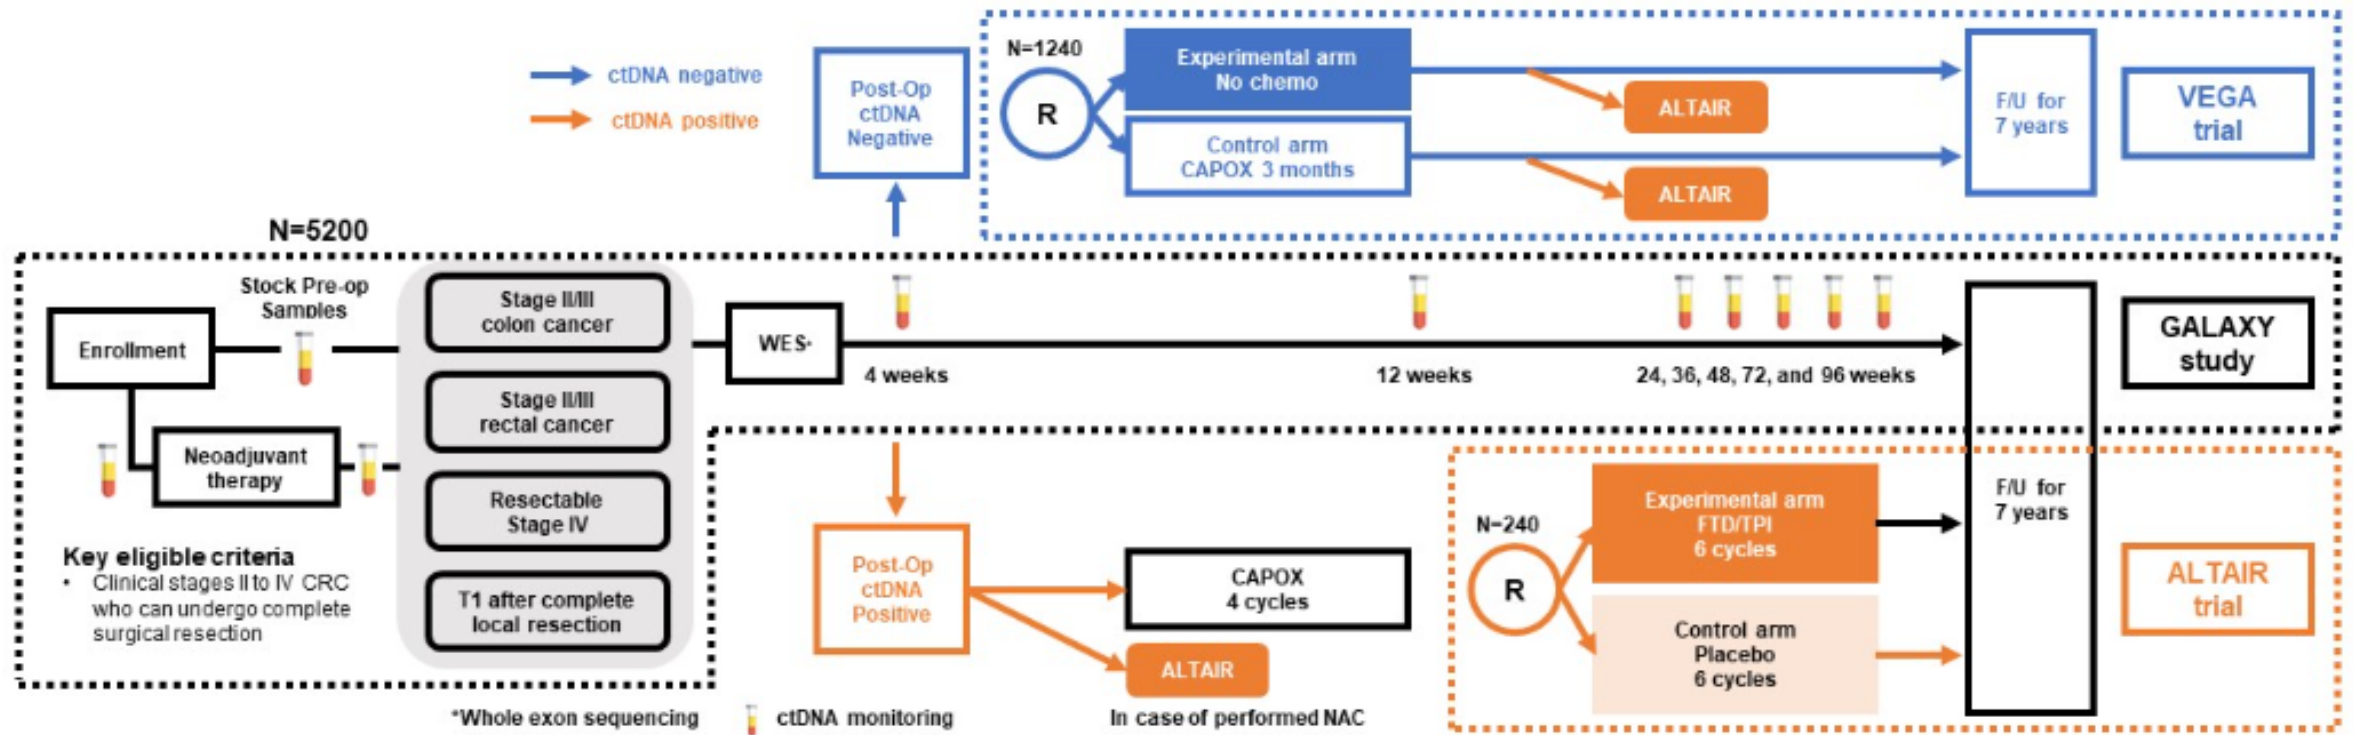 ctDNA negative
ctDNA positive
Post-Op
ctDNA
Negative
N=1240
R
Experimental arm
No chemo
Control arm
CAPOX 3 months
ALTAIR
ALTAIR
F/U for
7 years
VEGA
trial
N=5200
Enrollment
Stock Pre-op
Samples
Neoadjuvant
therapy
Key eligible criteria
• Clinical stages II to IV CRC
who can undergo complete
surgical resection
Stage II/III
colon cancer
Stage II/III
rectal cancer
Resectable
Stage IV
T1 after complete
local resection
WES*
4 weeks
12 weeks
24, 36, 48, 72, and 96 weeks
GALAXY
study
Post-Op
ctDNA
Positive
CAPOX
4 cycles
ALTAIR
In case of performed NAC
N=240
R
Experimental arm
FTD/TPI
6 cycles
Control arm
Placebo
6 cycles
F/U for
7 years
ALTAIR
trial
*Whole exon sequencing
ctDNA monitoring